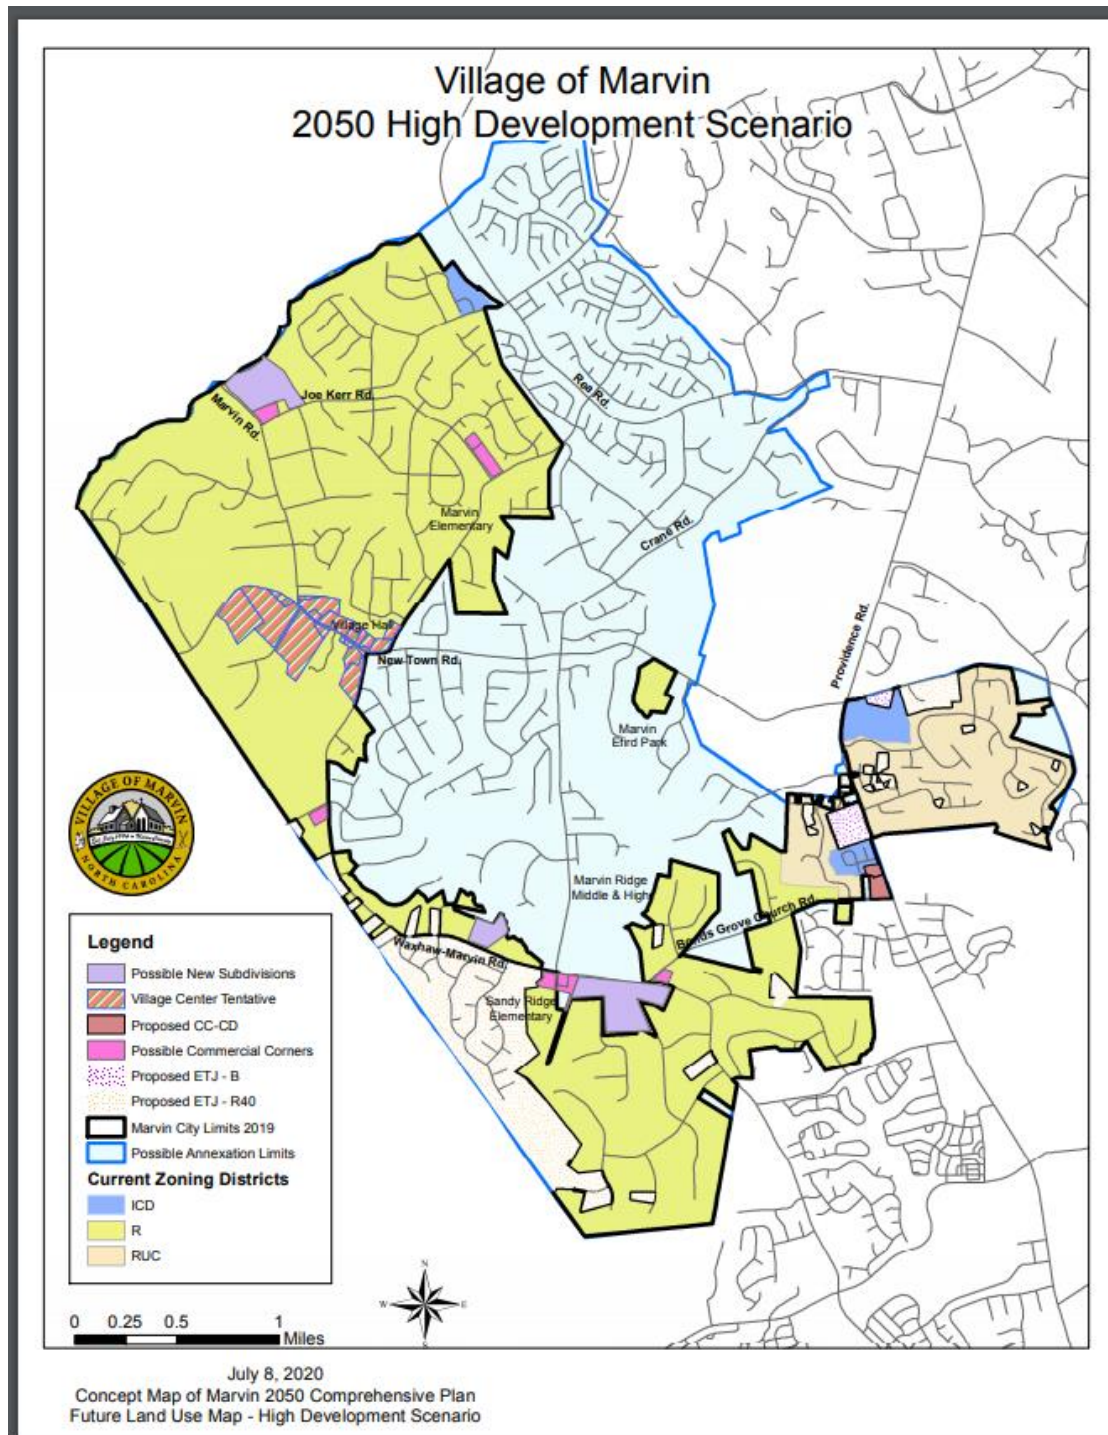 Village of Marvin
2050 High Development Scenario
Rea Rd.
Joe Kerr Rd.
Marvin Rd.
Marvin
Elementary
Crane Rd.
Village Hall
New Town Rd.
Providence Rd.
Marvin
Efird Park
VILLAGE OF MARVIN
NORTH CAROLINA
Marvin Ridge
Middle & High
Bonds Grove Church Rd.
Waxhaw-Marvin Rd.
Sandy Ridge
Elementary
Legend
Possible New Subdivisions
Village Center Tentative
Proposed CC-CD
Possible Commercial Corners
Proposed ETJ - B
Proposed ETJ - R40
Marvin City Limits 2019
Possible Annexation Limits
Current Zoning Districts
ICD
R
RUC
N
W
E
S
0 0.25 0.5 1
Miles
July 8, 2020
Concept Map of Marvin 2050 Comprehensive Plan
Future Land Use Map - High Development Scenario